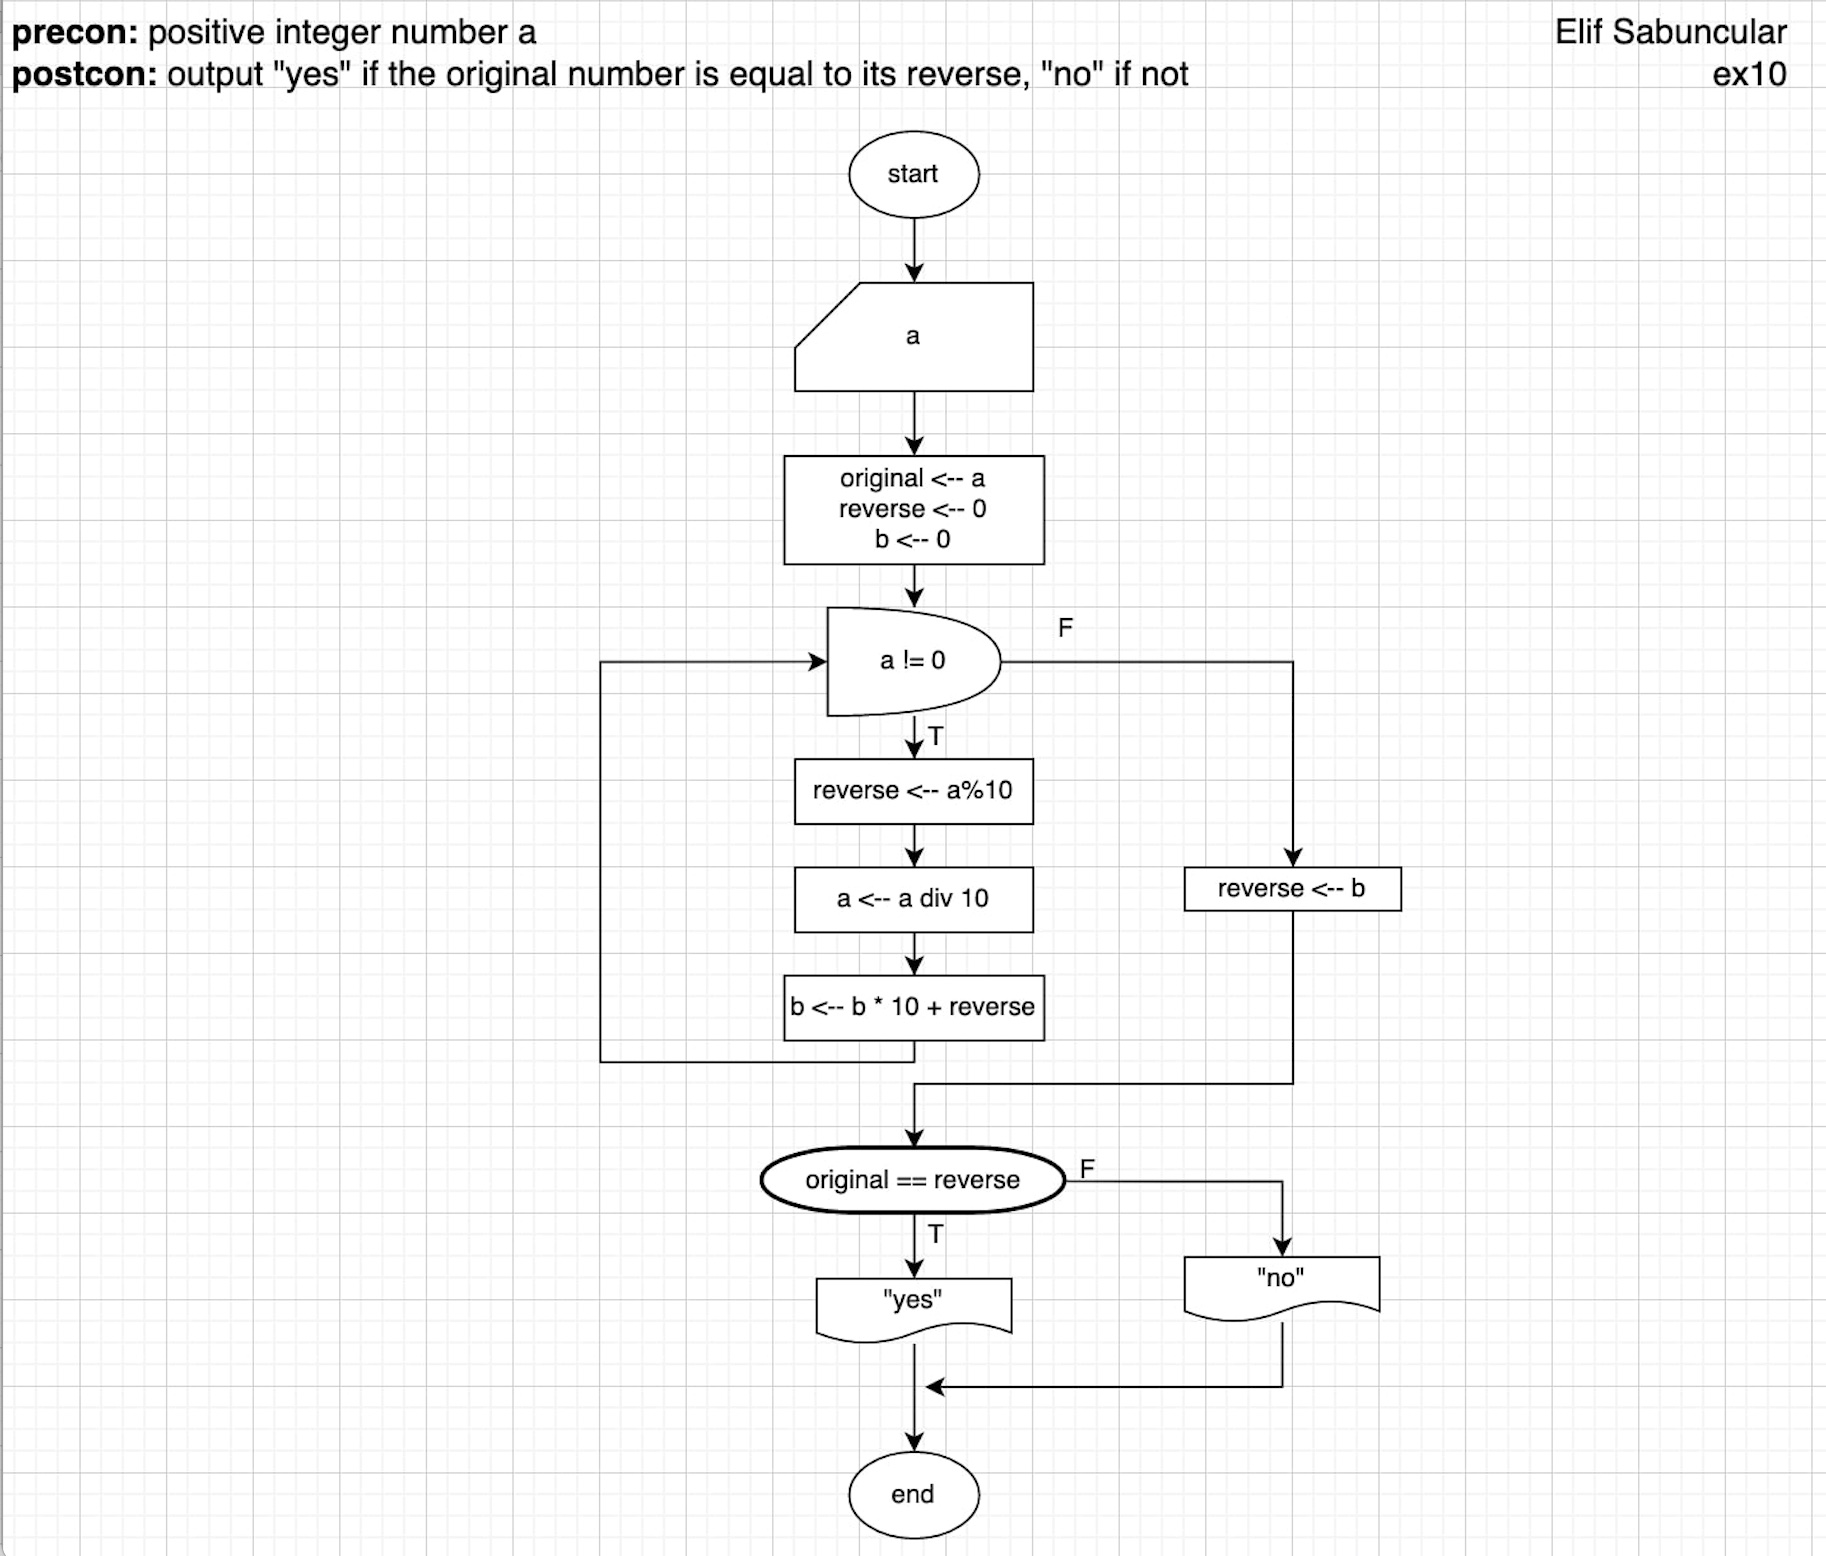 precon: positive integer number a
postcon: output "yes" if the original number is equal to its reverse, "no" if not
Elif Sabuncular
ex10
start
a
original <-- a
reverse <-- 0
b <-- 0
a != 0
F
T
reverse <-- a%10
a <-- a div 10
reverse <-- b
b <-- b * 10 + reverse
original == reverse
F
T
"yes"
"no"
end